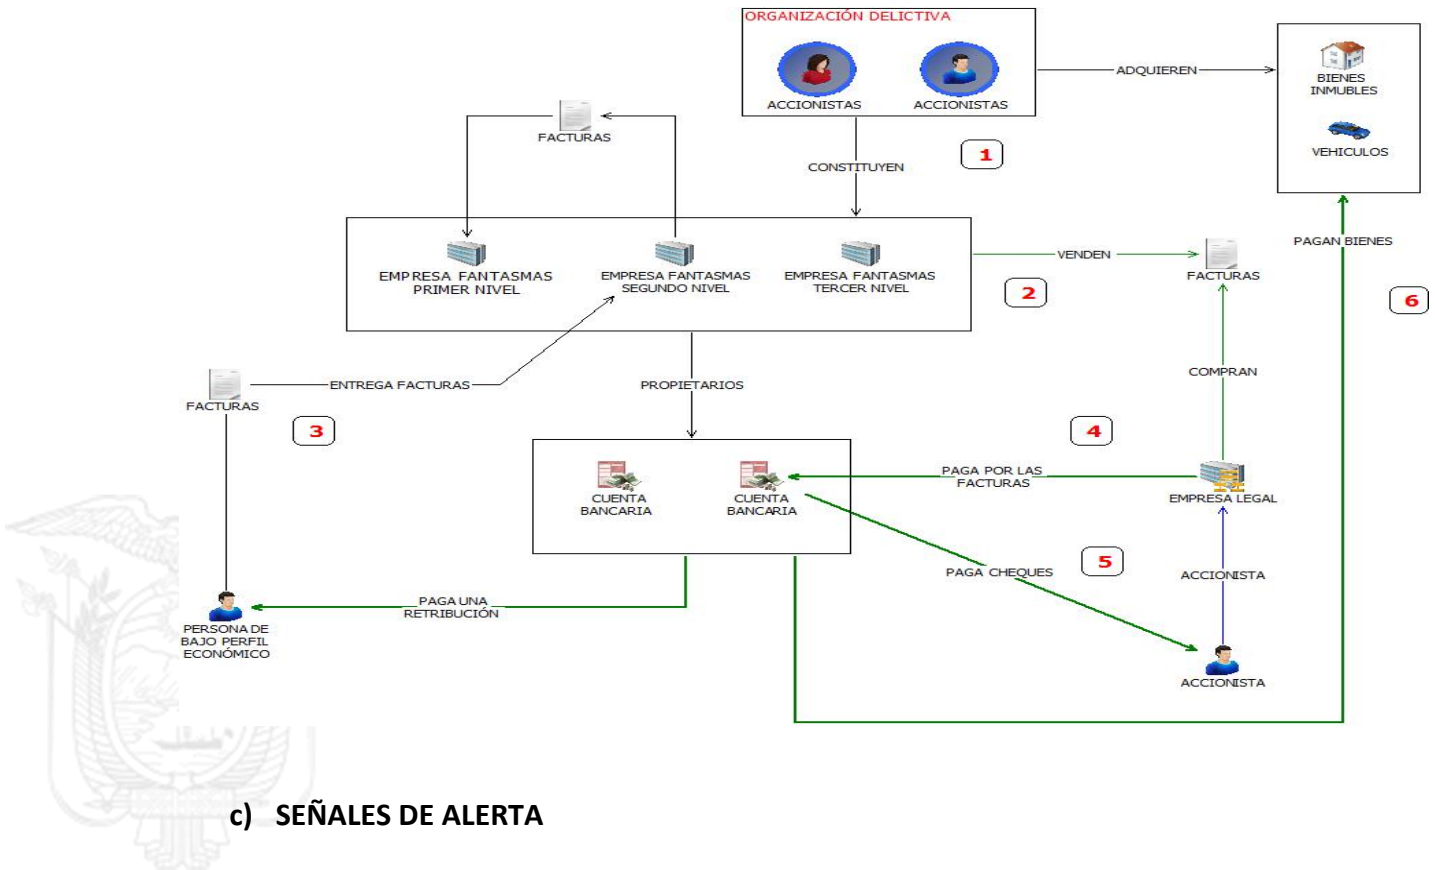 ORGANIZACIÓN DELICTIVA
ACCIONISTAS
ACCIONISTAS
ADQUIEREN
BIENES
INMUBLES
VEHICULOS
FACTURAS
1
CONSTITUYEN
EMPRESA FANTASMAS
PRIMER NIVEL
EMPRESA FANTASMAS
SEGUNDO NIVEL
EMPRESA FANTASMAS
TERCER NIVEL
VENDEN
FACTURAS
PAGAN BIENES
2
6
COMPRAN
FACTURAS
ENTREGA FACTURAS
PROPIETARIOS
3
4
CUENTA
BANCARIA
CUENTA
BANCARIA
PAGA POR LAS
FACTURAS
EMPRESA LEGAL
5
PAGA CHEQUES
ACCIONISTA
PAGA UNA
RETRIBUCIÓN
PERSONA DE
BAJO PERFIL
ECONÓMICO
ACCIONISTA
c) SEÑALES DE ALERTA